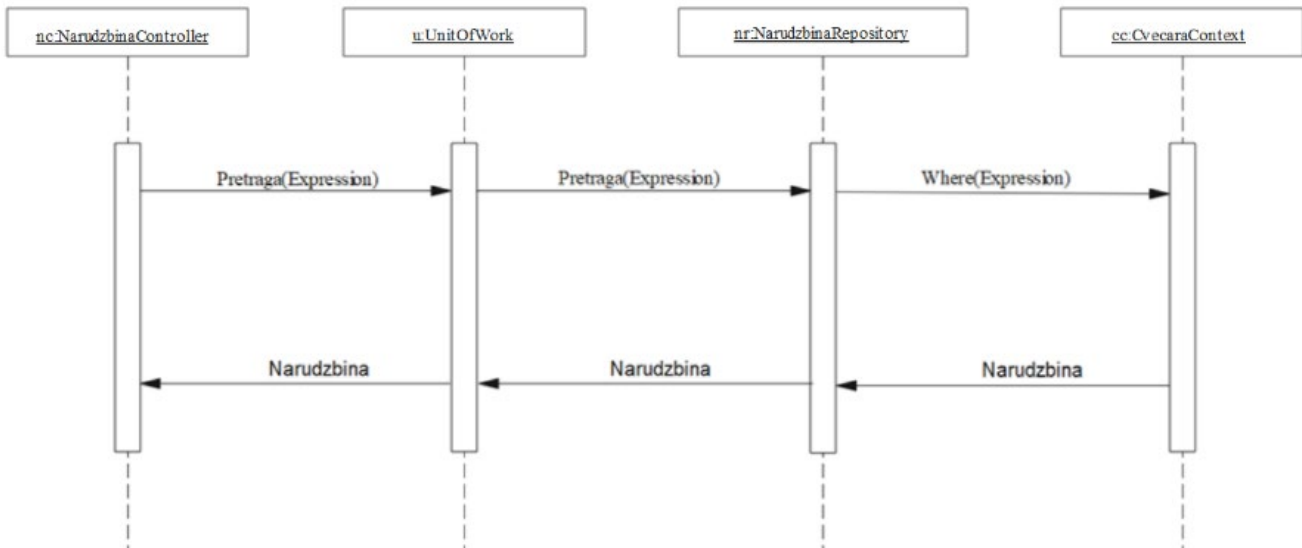 nc:NarudzbinaController
u:UnitOfWork
nr:NarudzbinaRepository
cc:CvecaraContext
Pretraga(Expression)
Pretraga(Expression)
Where(Expression)
Narudzbina
Narudzbina
Narudzbina